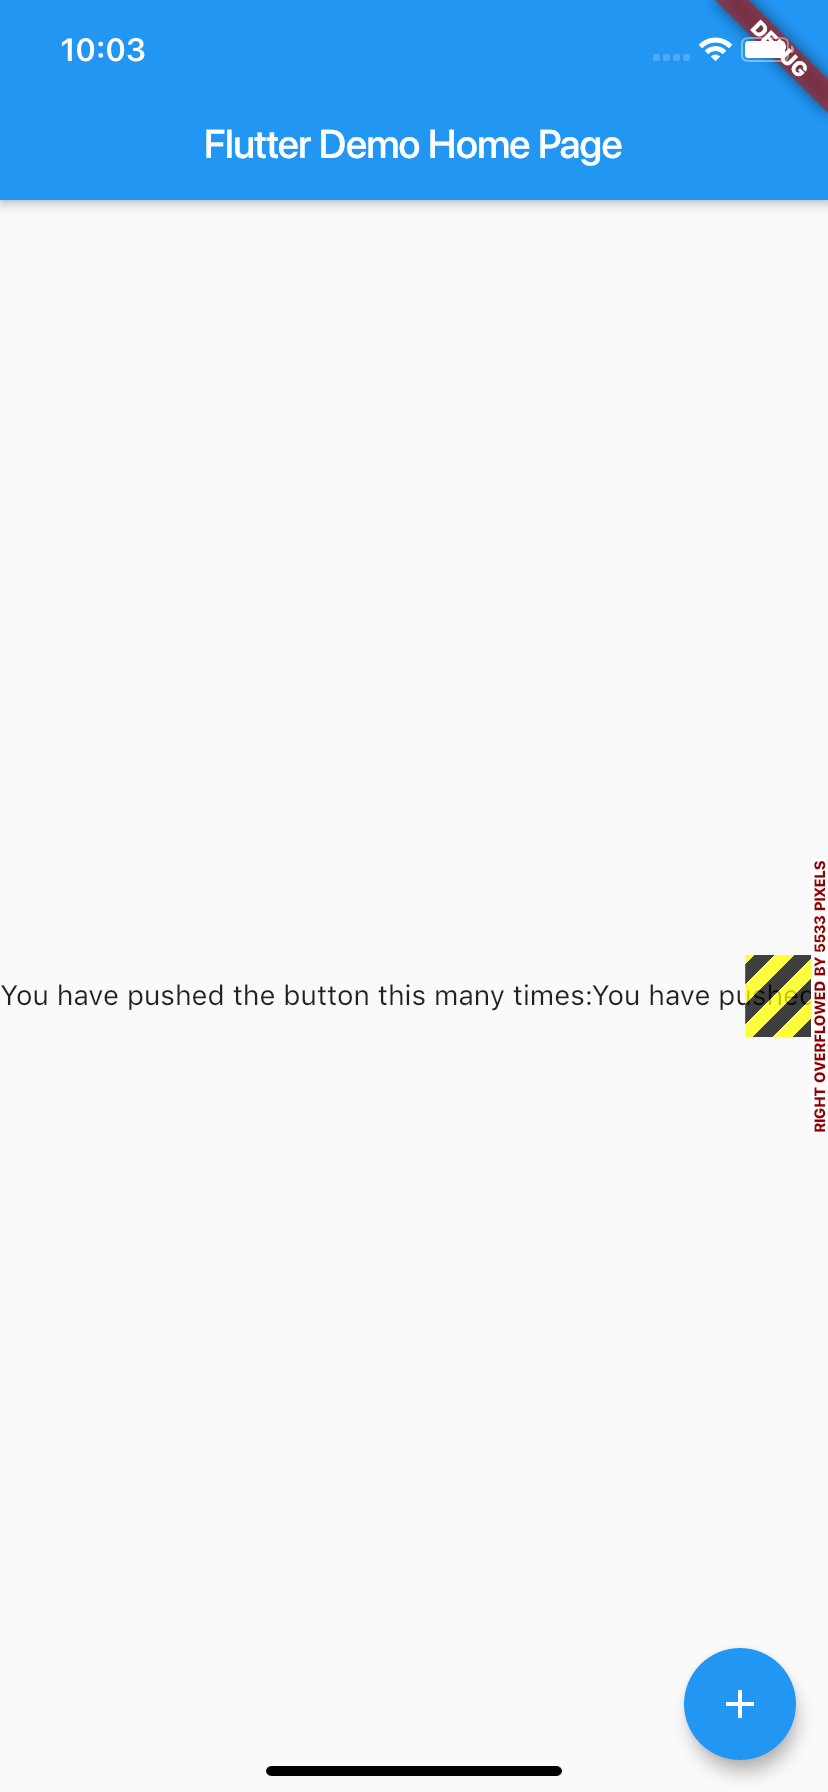 10:03
DEBUG
Flutter Demo Home Page
You have pushed the button this many times:You have pushed
RIGHT OVERFLOWED BY 5533 PIXELS